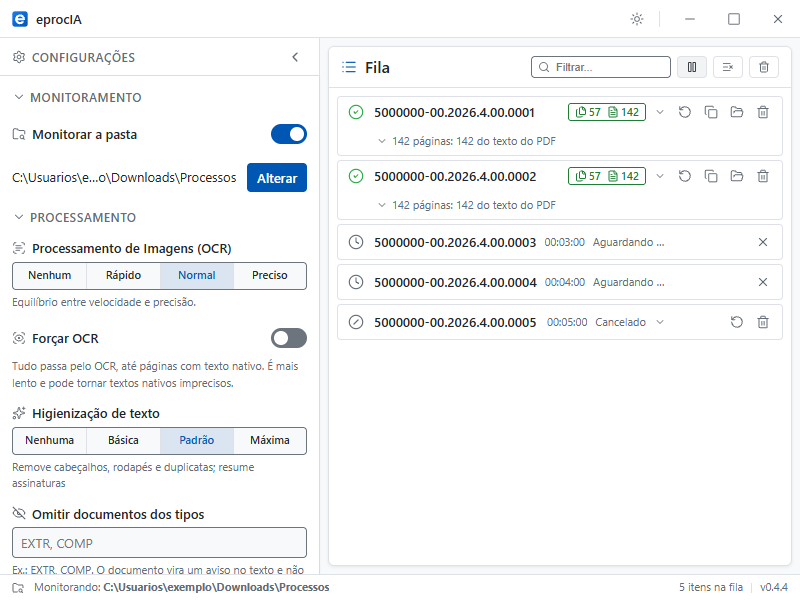 eprocIA
CONFIGURAÇÕES
MONITORAMENTO
Monitorar a pasta
C:\Usuarios\e...o\Downloads\Processos
Alterar
PROCESSAMENTO
Processamento de Imagens (OCR)
Nenhum Rápido Normal Preciso
Equilíbrio entre velocidade e precisão.
Forçar OCR
Tudo passa pelo OCR, até páginas com texto nativo. É mais
lento e pode tornar textos nativos imprecisos.
Higienização de texto
Nenhuma Básica Padrão Máxima
Remove cabeçalhos, rodapés e duplicatas; resume
assinaturas
Omitir documentos dos tipos
EXTR, COMP
Ex.: EXTR, COMP. O documento vira um aviso no texto e não
Fila
Filtrar...
5000000-00.2026.4.00.0001 57 142
142 páginas: 142 do texto do PDF
5000000-00.2026.4.00.0002 57 142
142 páginas: 142 do texto do PDF
5000000-00.2026.4.00.0003 00:03:00 Aguardando ...
5000000-00.2026.4.00.0004 00:04:00 Aguardando ...
5000000-00.2026.4.00.0005 00:05:00 Cancelado
Monitorando: C:\Usuarios\exemplo\Downloads\Processos
5 itens na fila v0.4.4